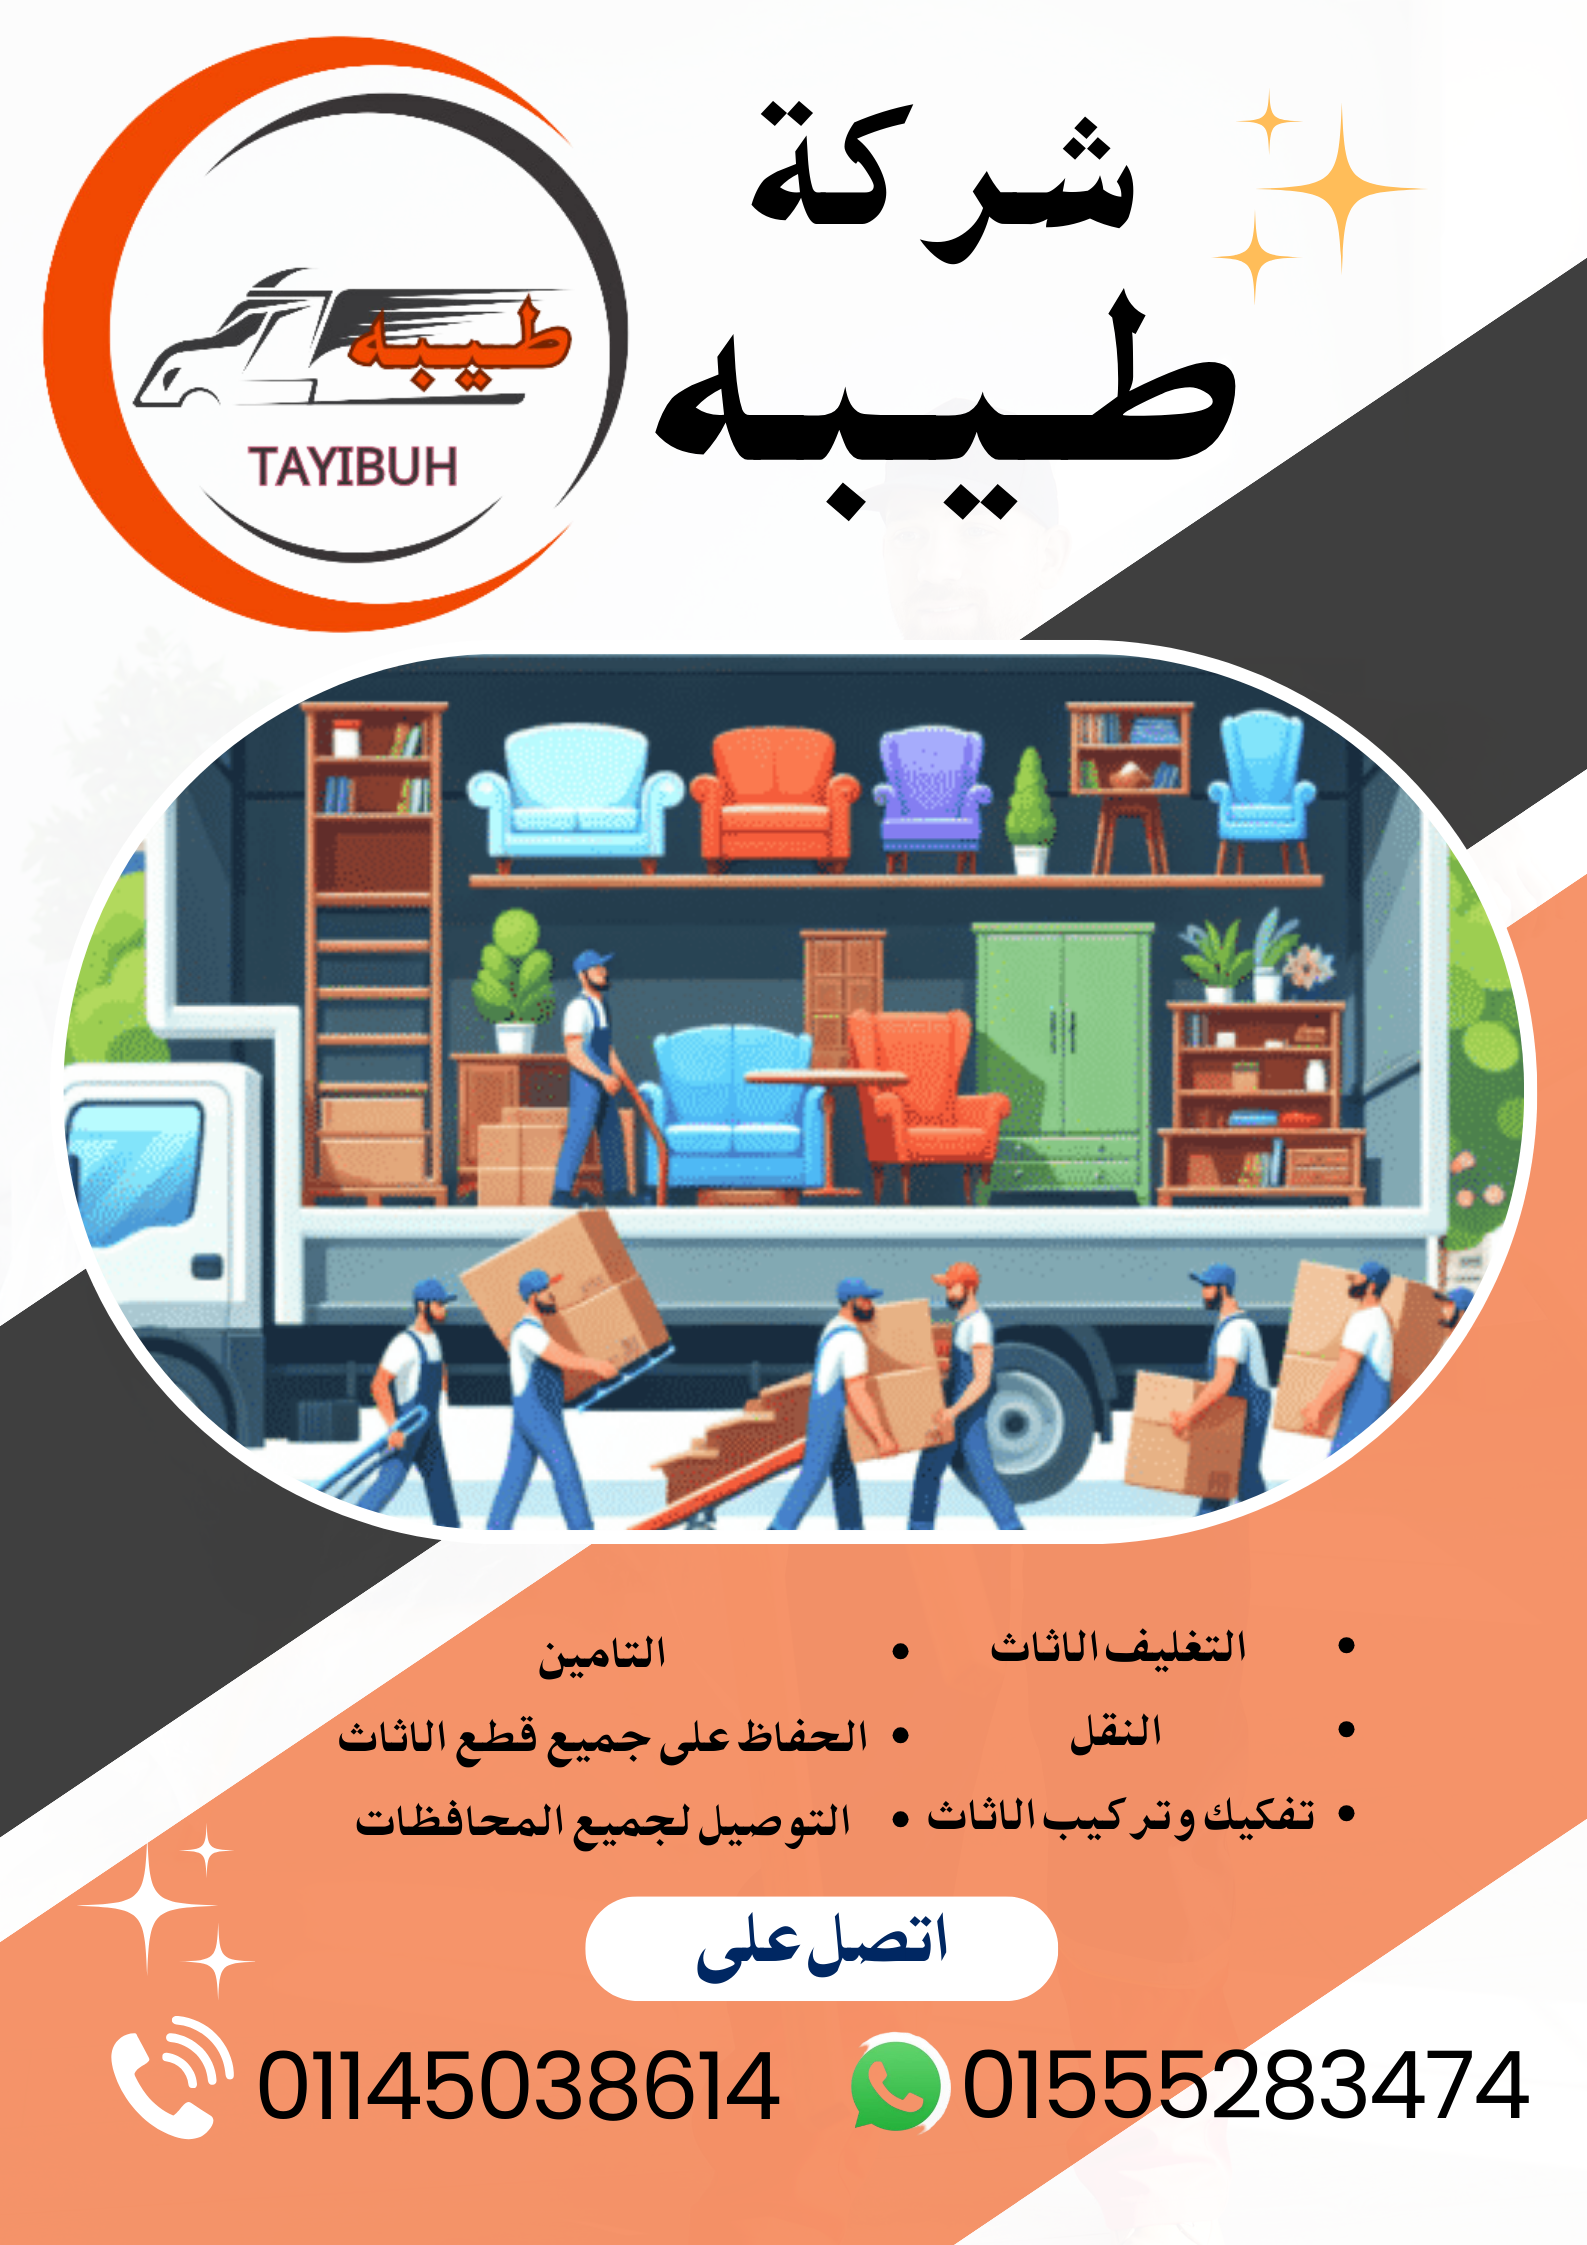 شركة
طيبه
طيبه
TAYIBUH
التغليف الاثاث
النقل
تفكيك وتركيب الاثاث
التامين
الحفاظ على جميع قطع الاثاث
التوصيل لجميع المحافظات
اتصل على
01145038614
01555283474